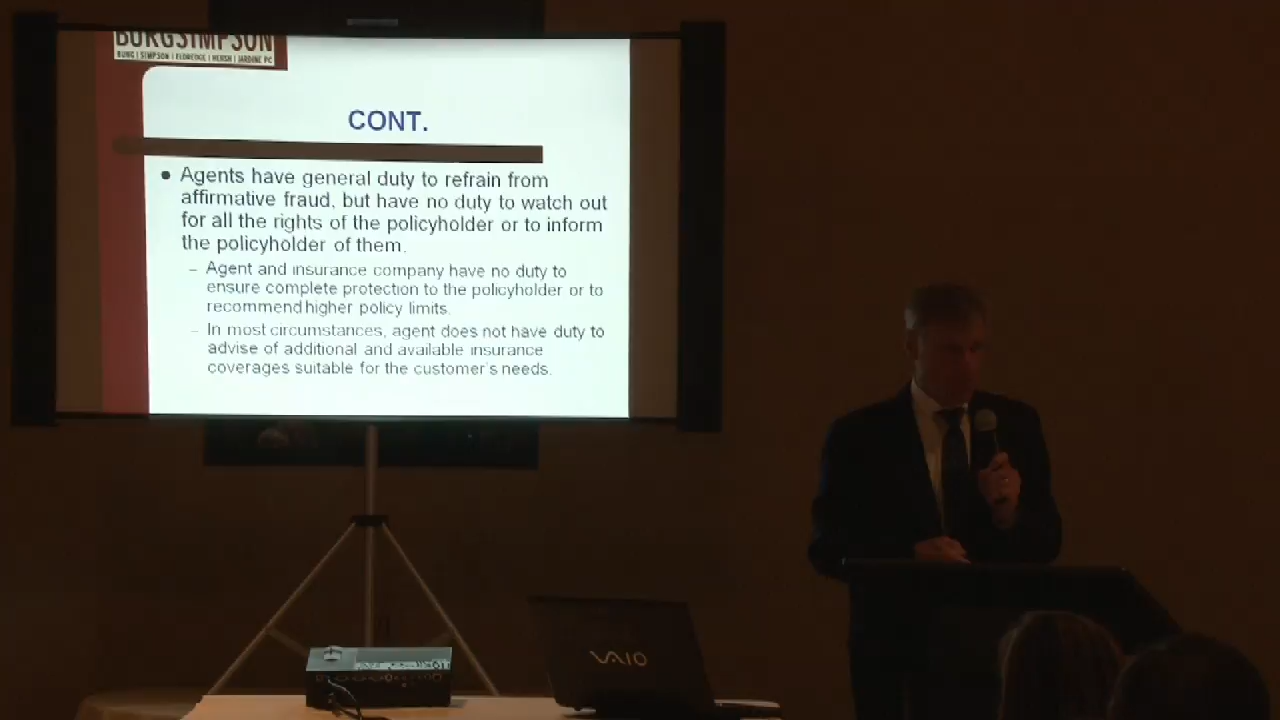 BURGSIMPSON
BURG | SIMPSON | ELDREDGE | HERSH | JARDINE PC
CONT.
• Agents have general duty to refrain from
affirmative fraud, but have no duty to watch out
for all the rights of the policyholder or to inform
the policyholder of them.
– Agent and insurance company have no duty to
ensure complete protection to the policyholder or to
recommend higher policy limits.
– In most circumstances, agent does not have duty to
advise of additional and available insurance
coverages suitable for the customer's needs.
VAIO